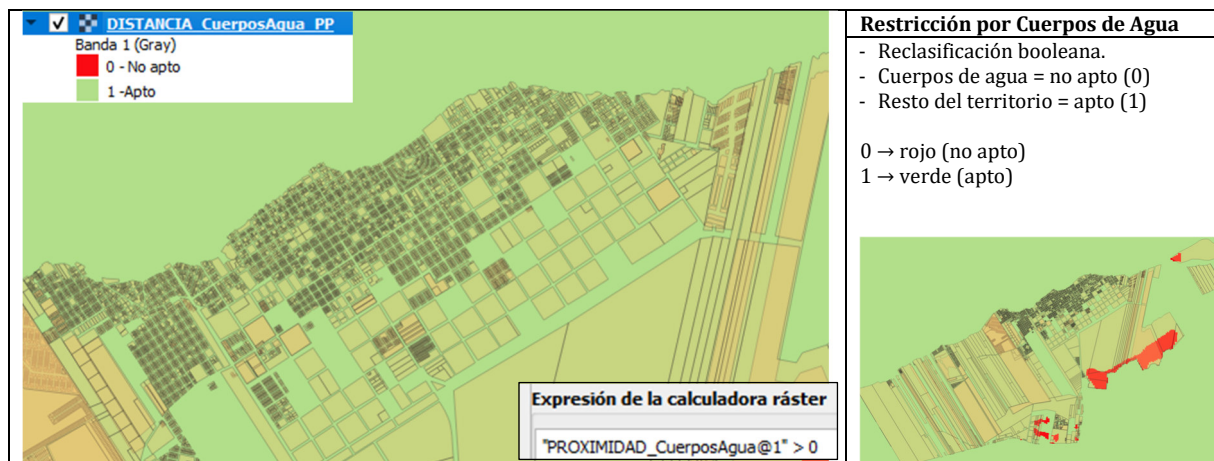 DISTANCIA_CuerposAgua_PP
Banda 1 (Gray)
0 - No apto
1 -Apto
Expresión de la calculadora ráster
"PROXIMIDAD_CuerposAgua@1" > 0
Restricción por Cuerpos de Agua
- Reclasificación booleana.
- Cuerpos de agua = no apto (0)
- Resto del territorio = apto (1)
0 → rojo (no apto)
1 → verde (apto)